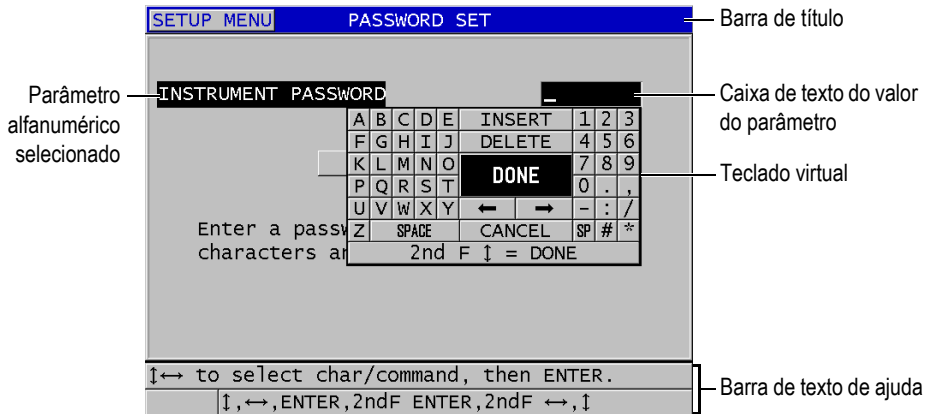 SETUP MENU PASSWORD SET
Barra de título
Parâmetro
alfanumérico
selecionado
INSTRUMENT PASSWORD _
Caixa de texto do valor
do parâmetro
Teclado virtual
A B C D E INSERT 1 2 3
F G H I J DELETE 4 5 6
K L M N O DONE 7 8 9
P Q R S T 0 . ,
U V W X Y ← → - : /
Z SPACE CANCEL SP # *
2nd F ↕ = DONE
Enter a passw
characters an
↕↔ to select char/command, then ENTER.
↕,↔,ENTER,2ndF ENTER,2ndF ↔,↕
Barra de texto de ajuda